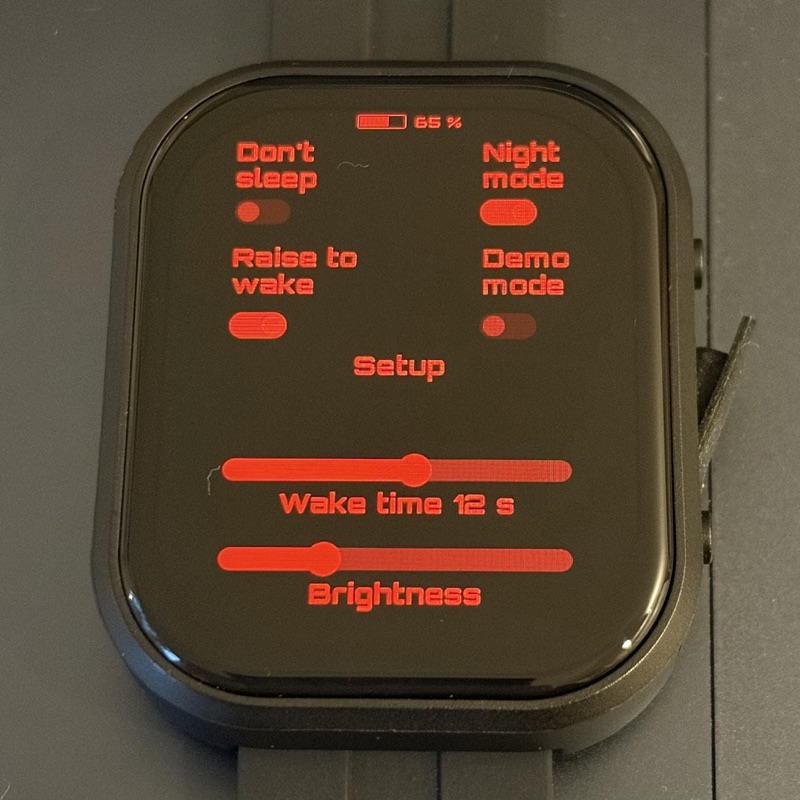 65 %
Don't
sleep
Night
mode
Raise to
wake
Demo
mode
Setup
Wake time 12 s
Brightness